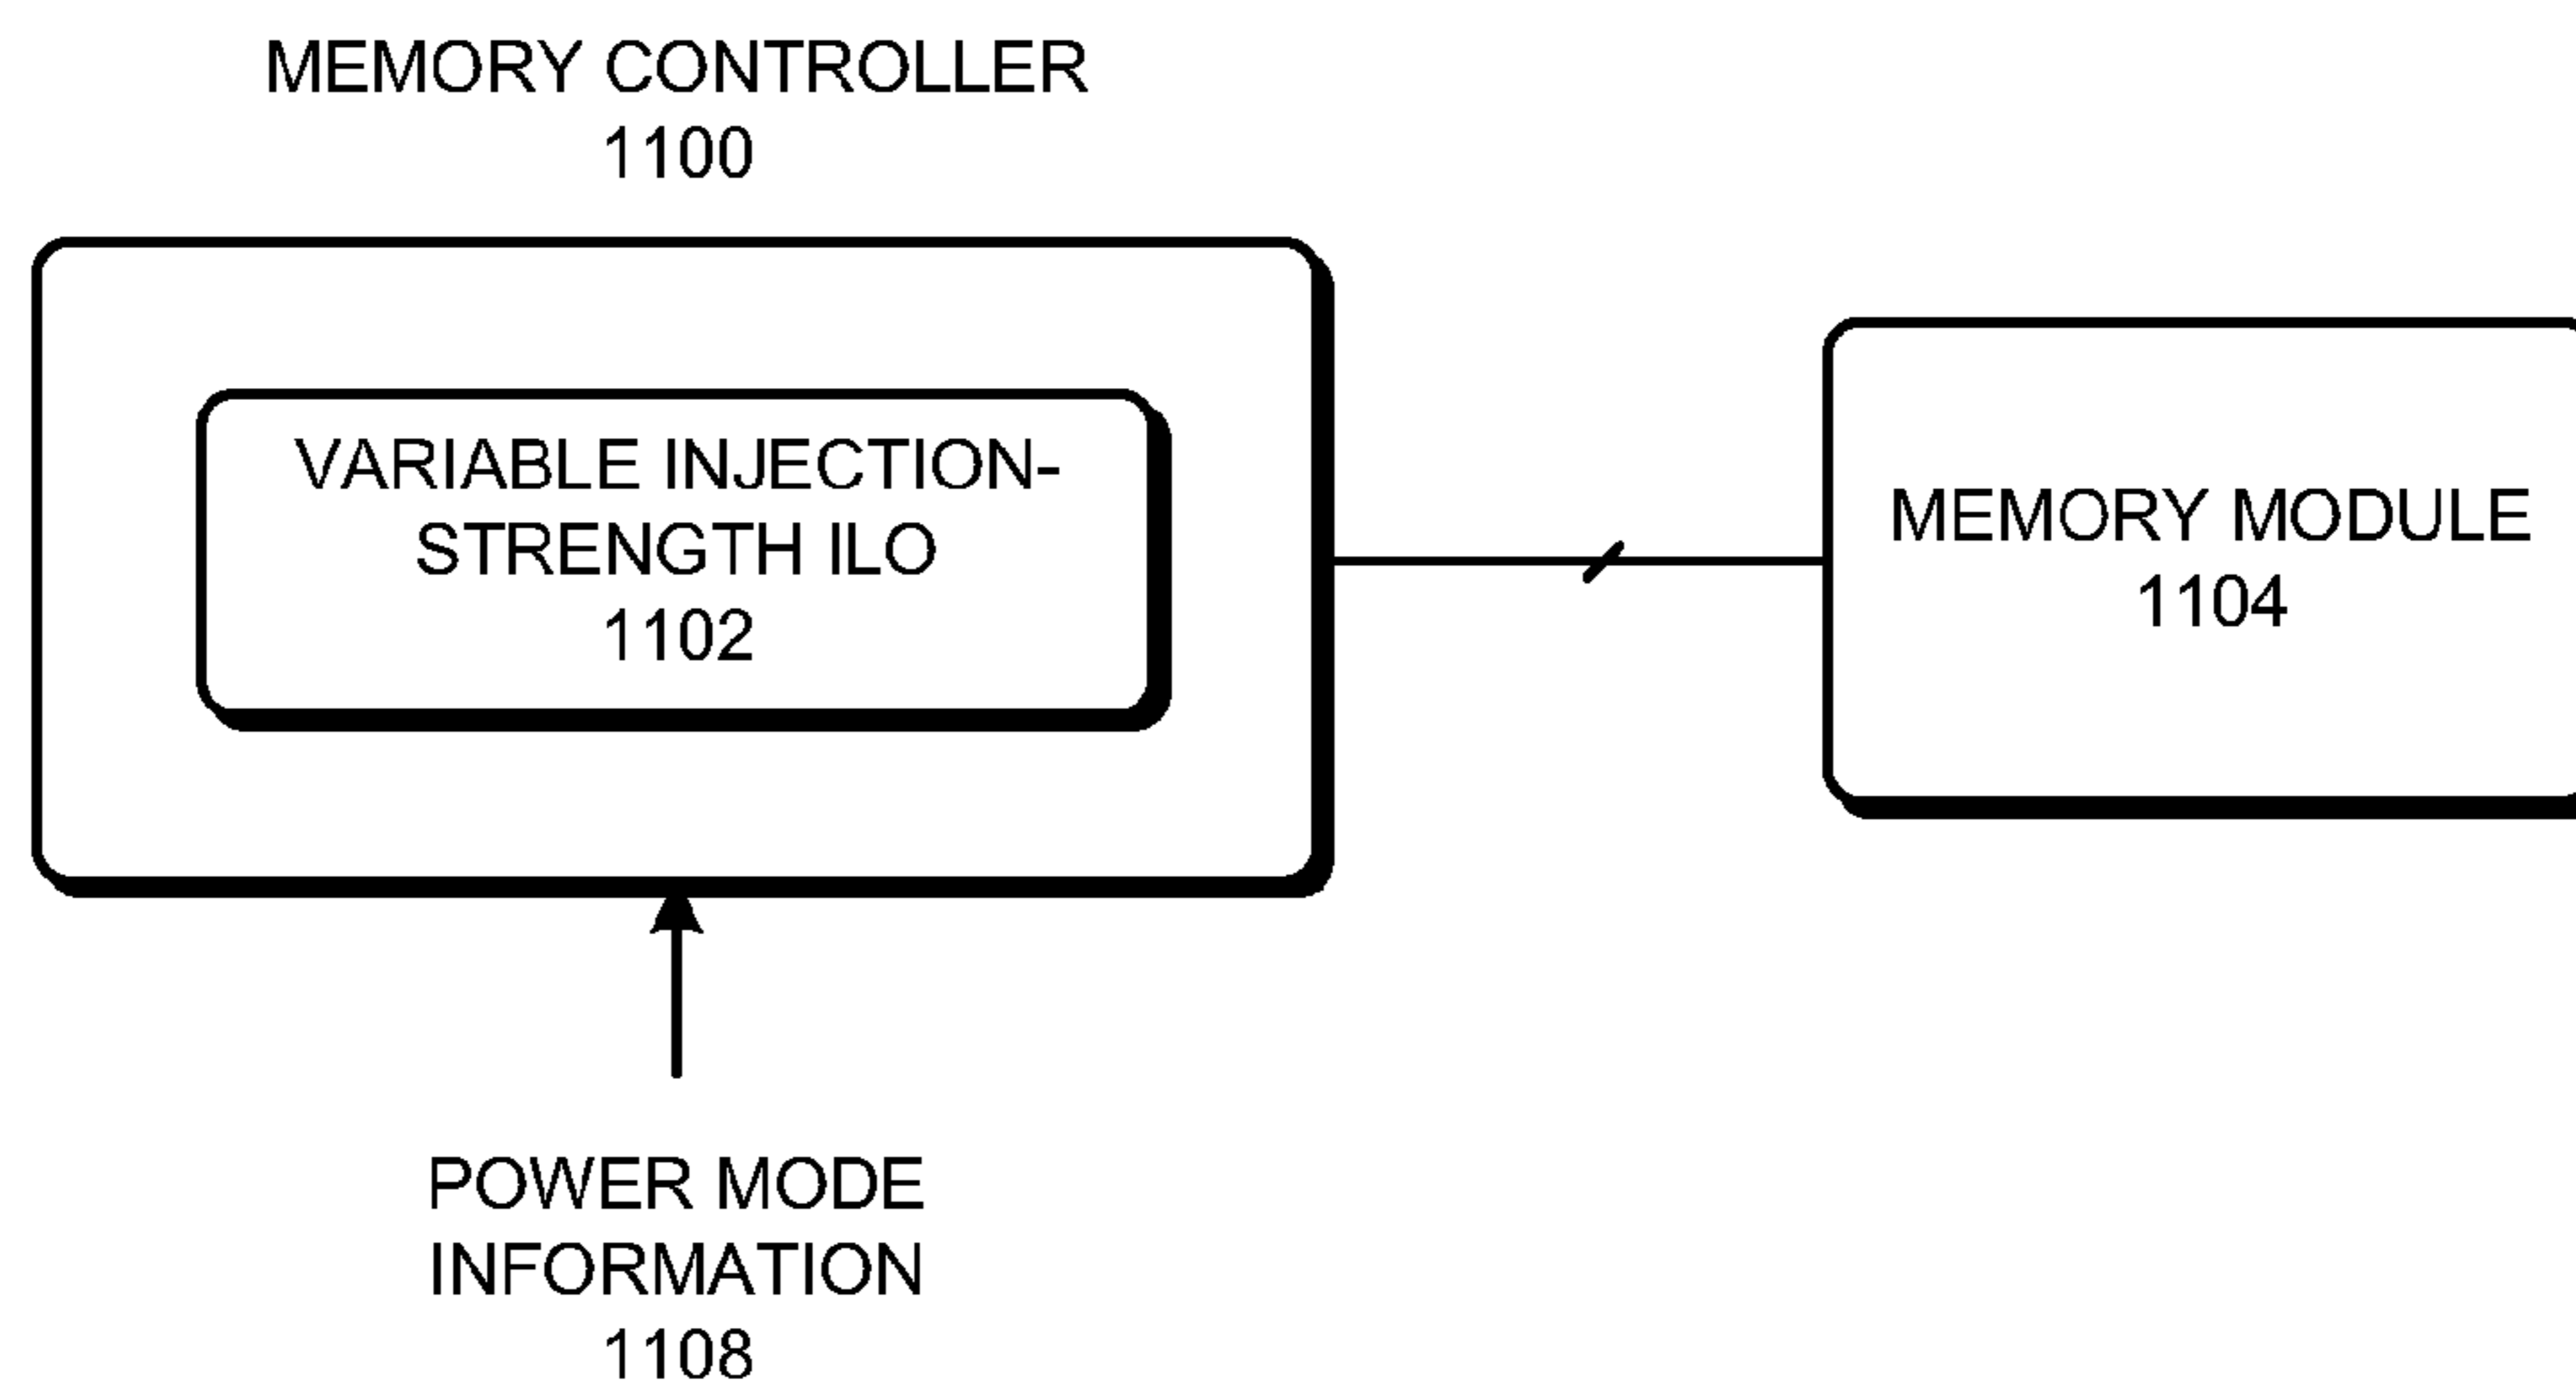 MEMORY CONTROLLER
1100
VARIABLE INJECTION-
STRENGTH ILO
1102
MEMORY MODULE
1104
POWER MODE
INFORMATION
1108